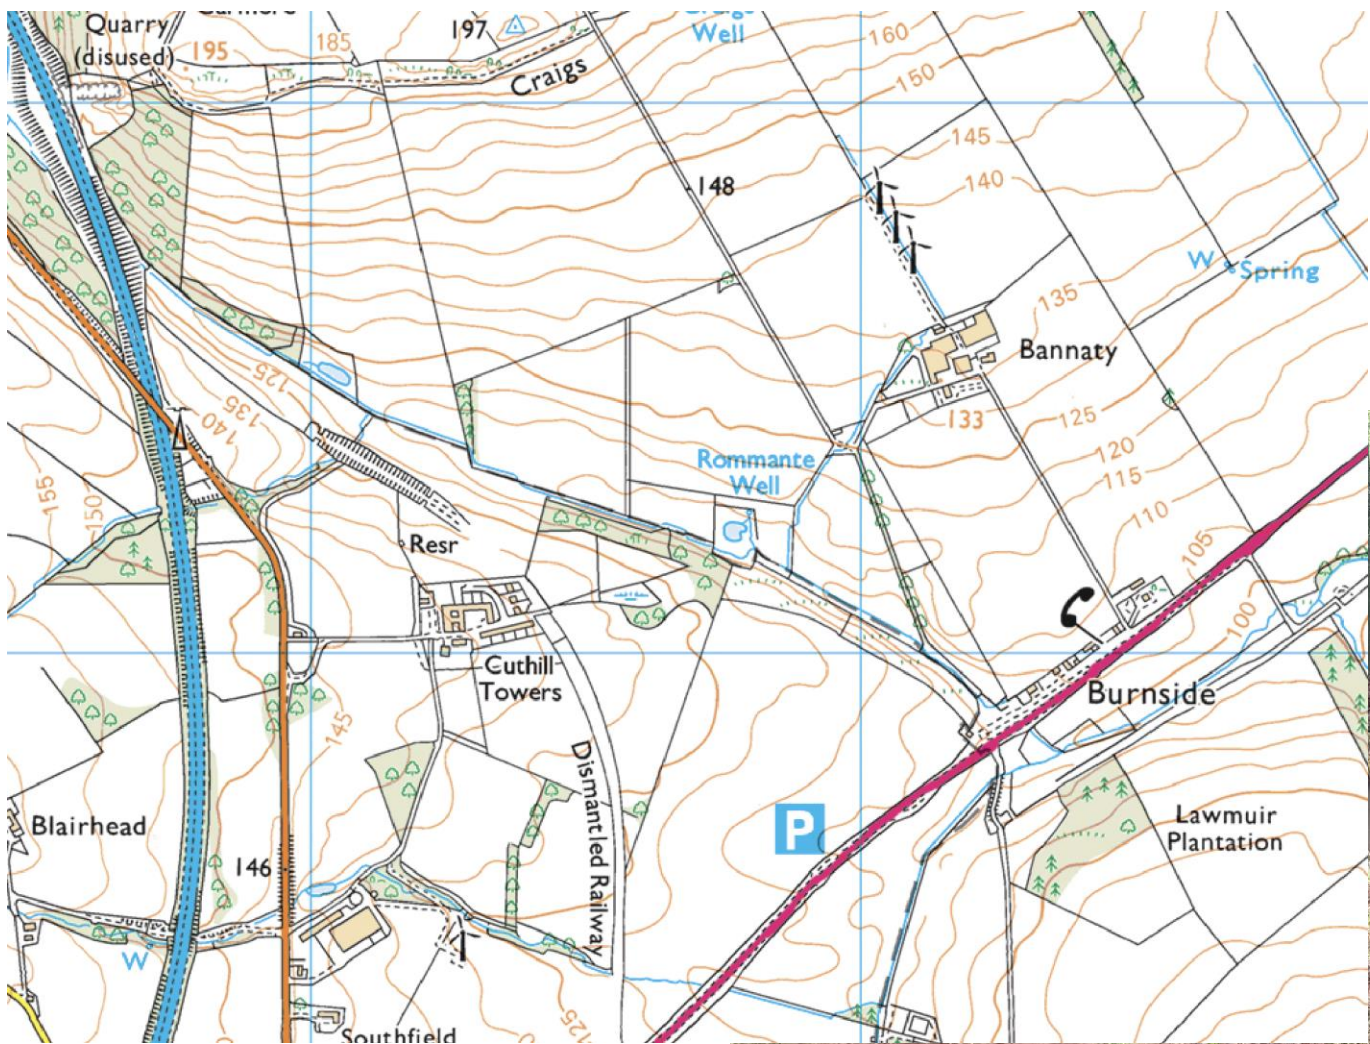 Quarry
(disused)
195
185
197
Craigs
Well
160
150
145
140
148
W Spring
135
Bannaty
133
125
120
115
110
105
100
125
135
140
155
150
Rommante
Well
Resr
Cuthill
Towers
145
Dismantled Railway
Burnside
P
Lawmuir
Plantation
Blairhead
146
W
Southfield
125